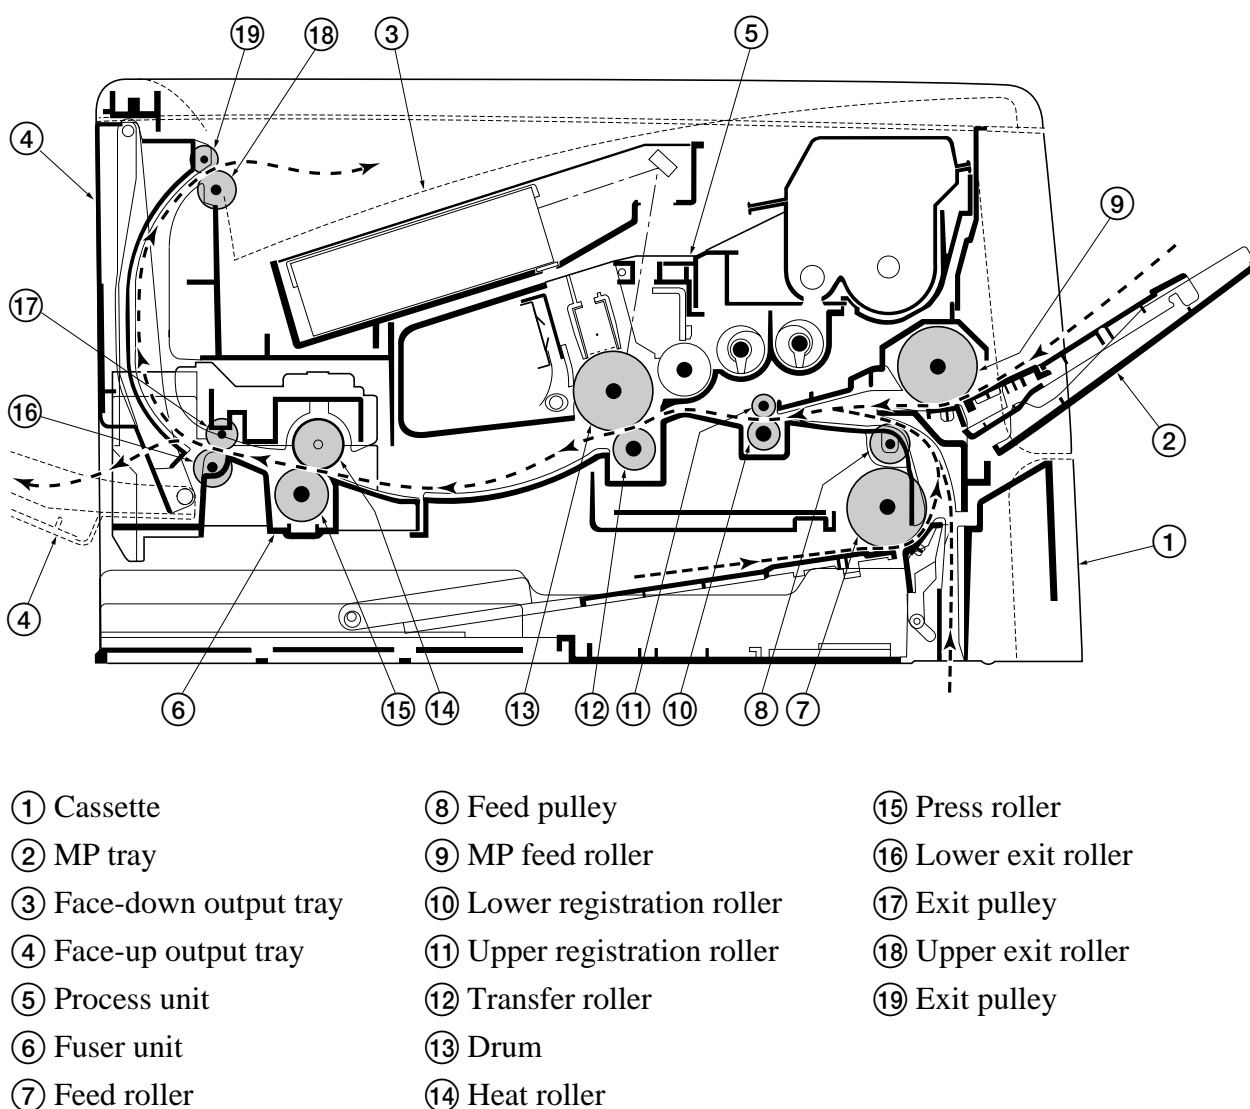 ⑲ ⑱ ③ ⑤
④
⑨
⑰
⑯
②
①
④
⑥ ⑮ ⑭ ⑬ ⑫ ⑪ ⑩ ⑧ ⑦
① Cassette
② MP tray
③ Face-down output tray
④ Face-up output tray
⑤ Process unit
⑥ Fuser unit
⑦ Feed roller
⑧ Feed pulley
⑨ MP feed roller
⑩ Lower registration roller
⑪ Upper registration roller
⑫ Transfer roller
⑬ Drum
⑭ Heat roller
⑮ Press roller
⑯ Lower exit roller
⑰ Exit pulley
⑱ Upper exit roller
⑲ Exit pulley